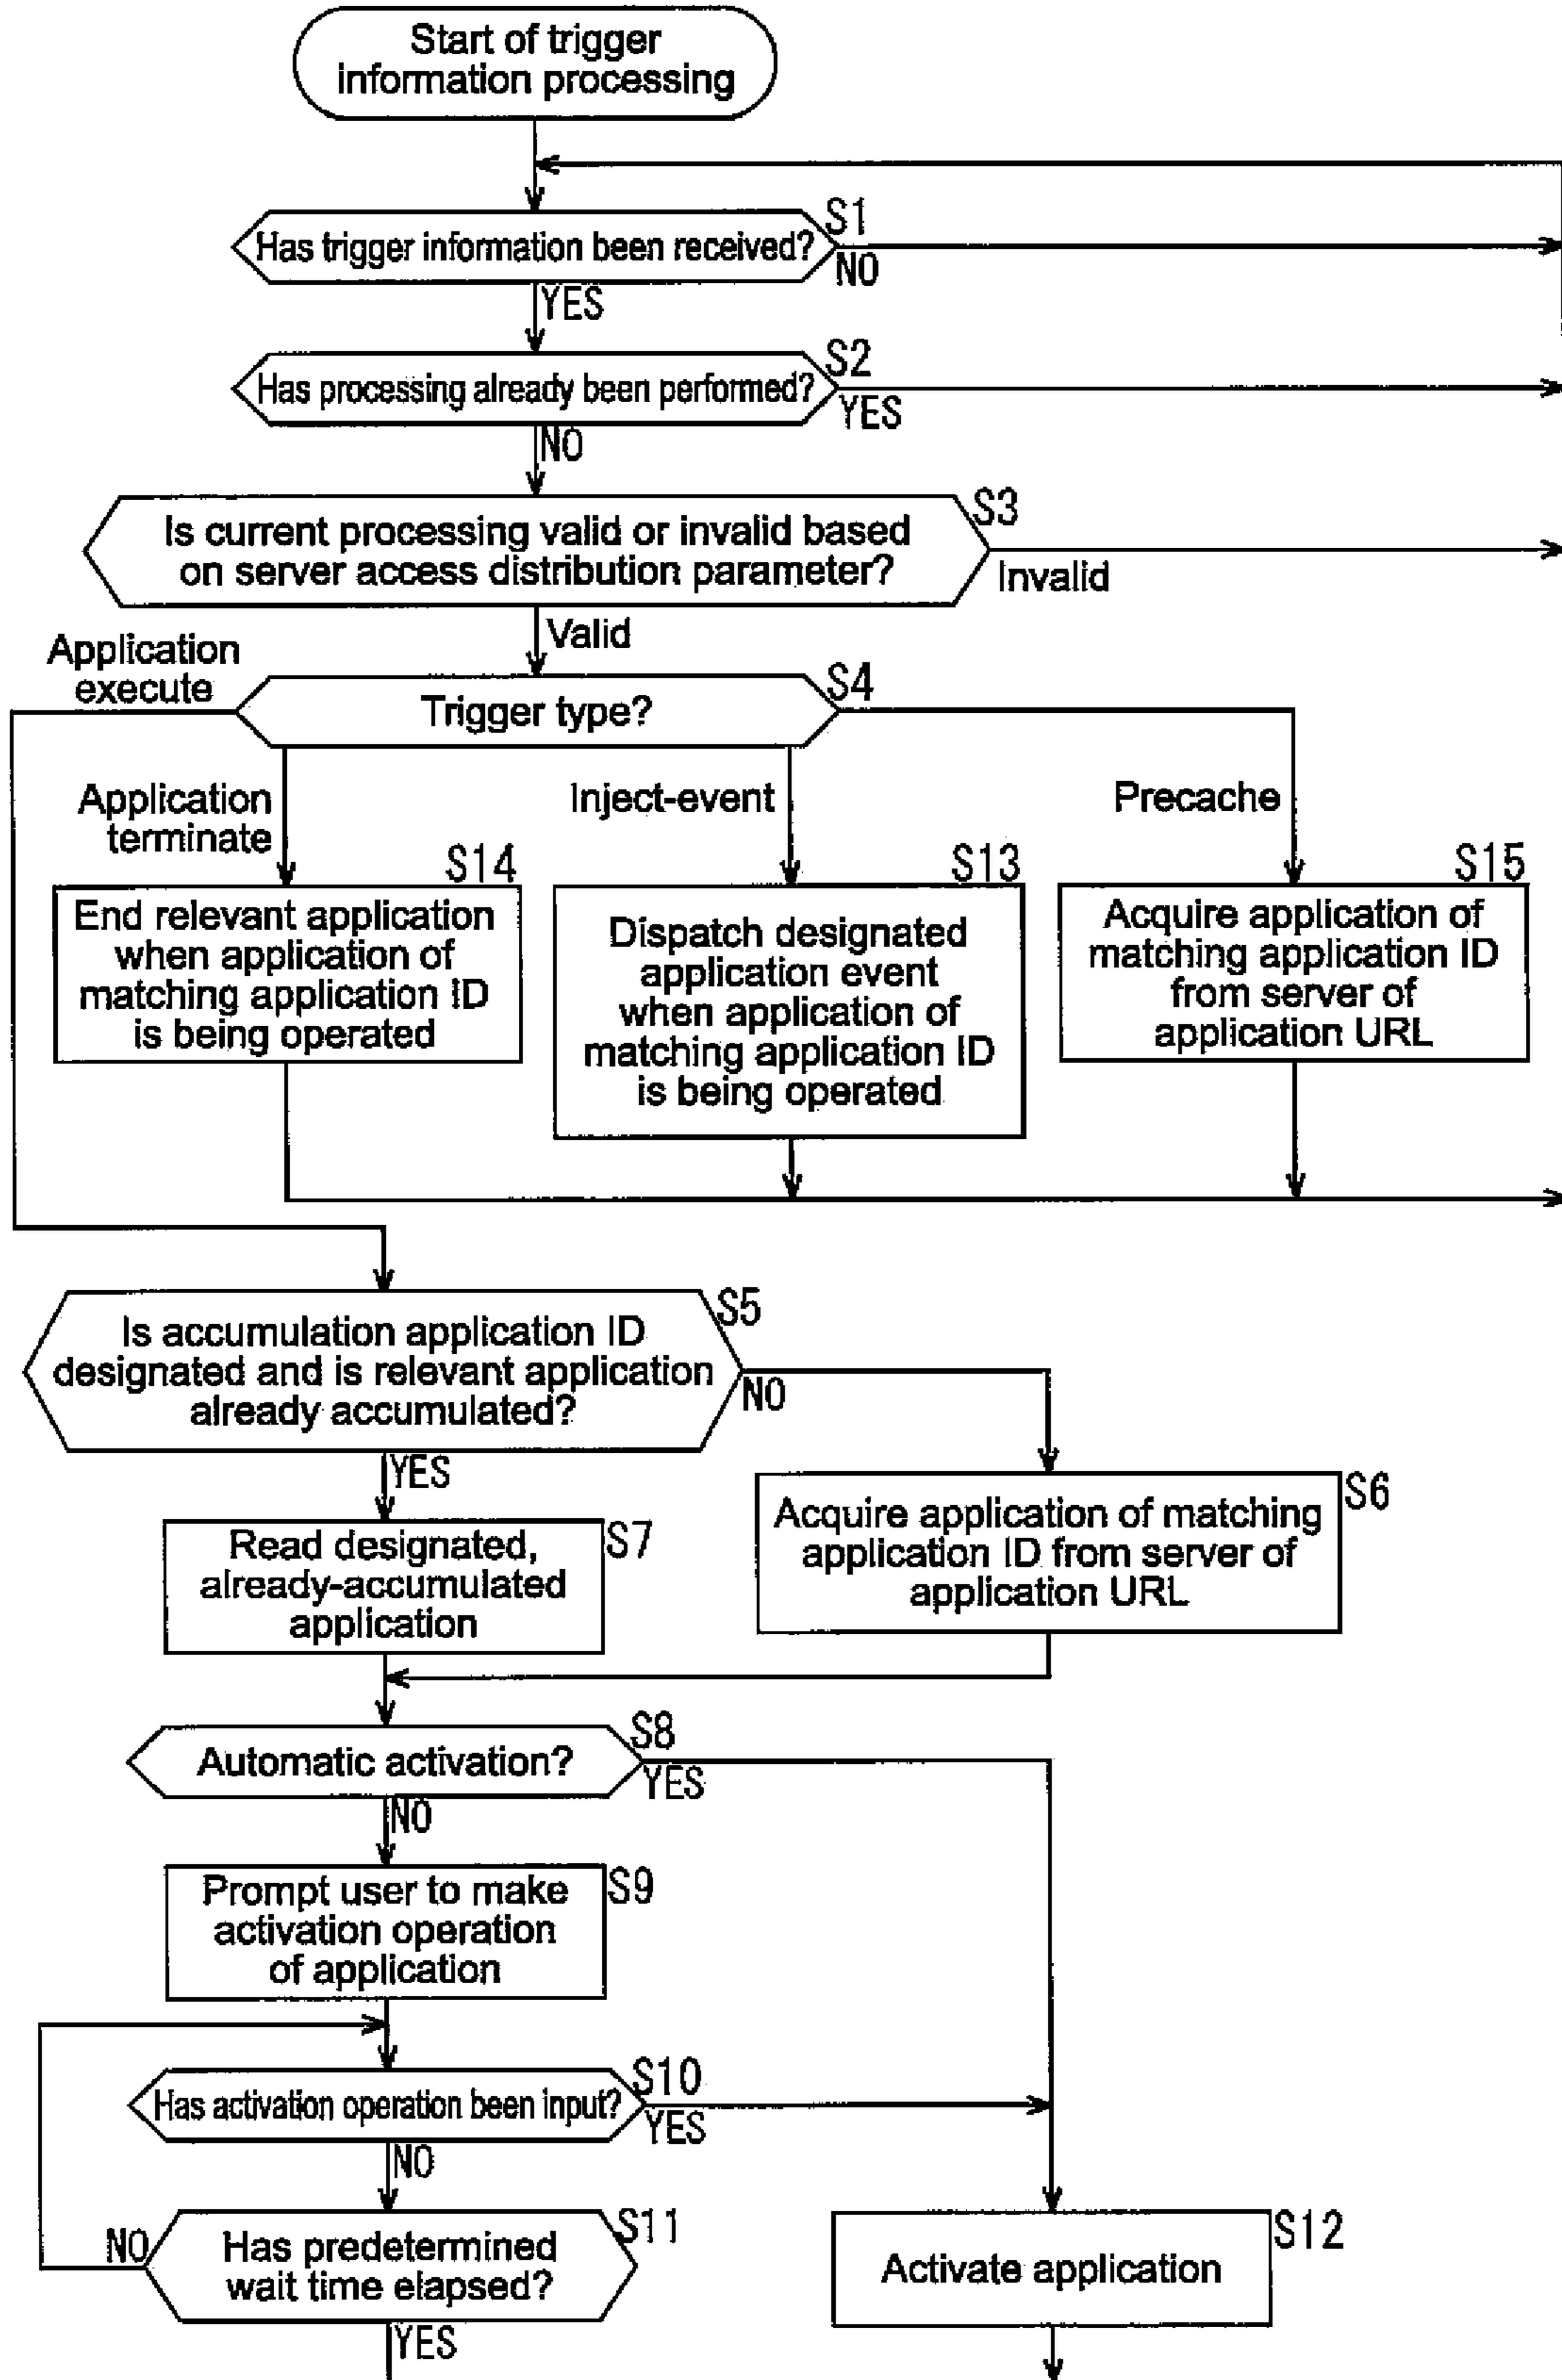 Start of trigger
information processing
S1
Has trigger information been received?
NO
YES
S2
Has processing already been performed?
YES
NO
S3
Is current processing valid or invalid based
on server access distribution parameter?
Invalid
Valid
Application
execute
S4
Trigger type?
Application
terminate
Inject-event
Precache
S14
End relevant application
when application of
matching application ID
is being operated
S13
Dispatch designated
application event
when application of
matching application ID
is being operated
S15
Acquire application of
matching application ID
from server of
application URL
S5
Is accumulation application ID
designated and is relevant application
already accumulated?
NO
YES
S6
Acquire application of matching
application ID from server of
application URL
S7
Read designated,
already-accumulated
application
S8
Automatic activation?
YES
NO
S9
Prompt user to make
activation operation
of application
S10
Has activation operation been input?
YES
NO
S11
NO
Has predetermined
wait time elapsed?
YES
S12
Activate application